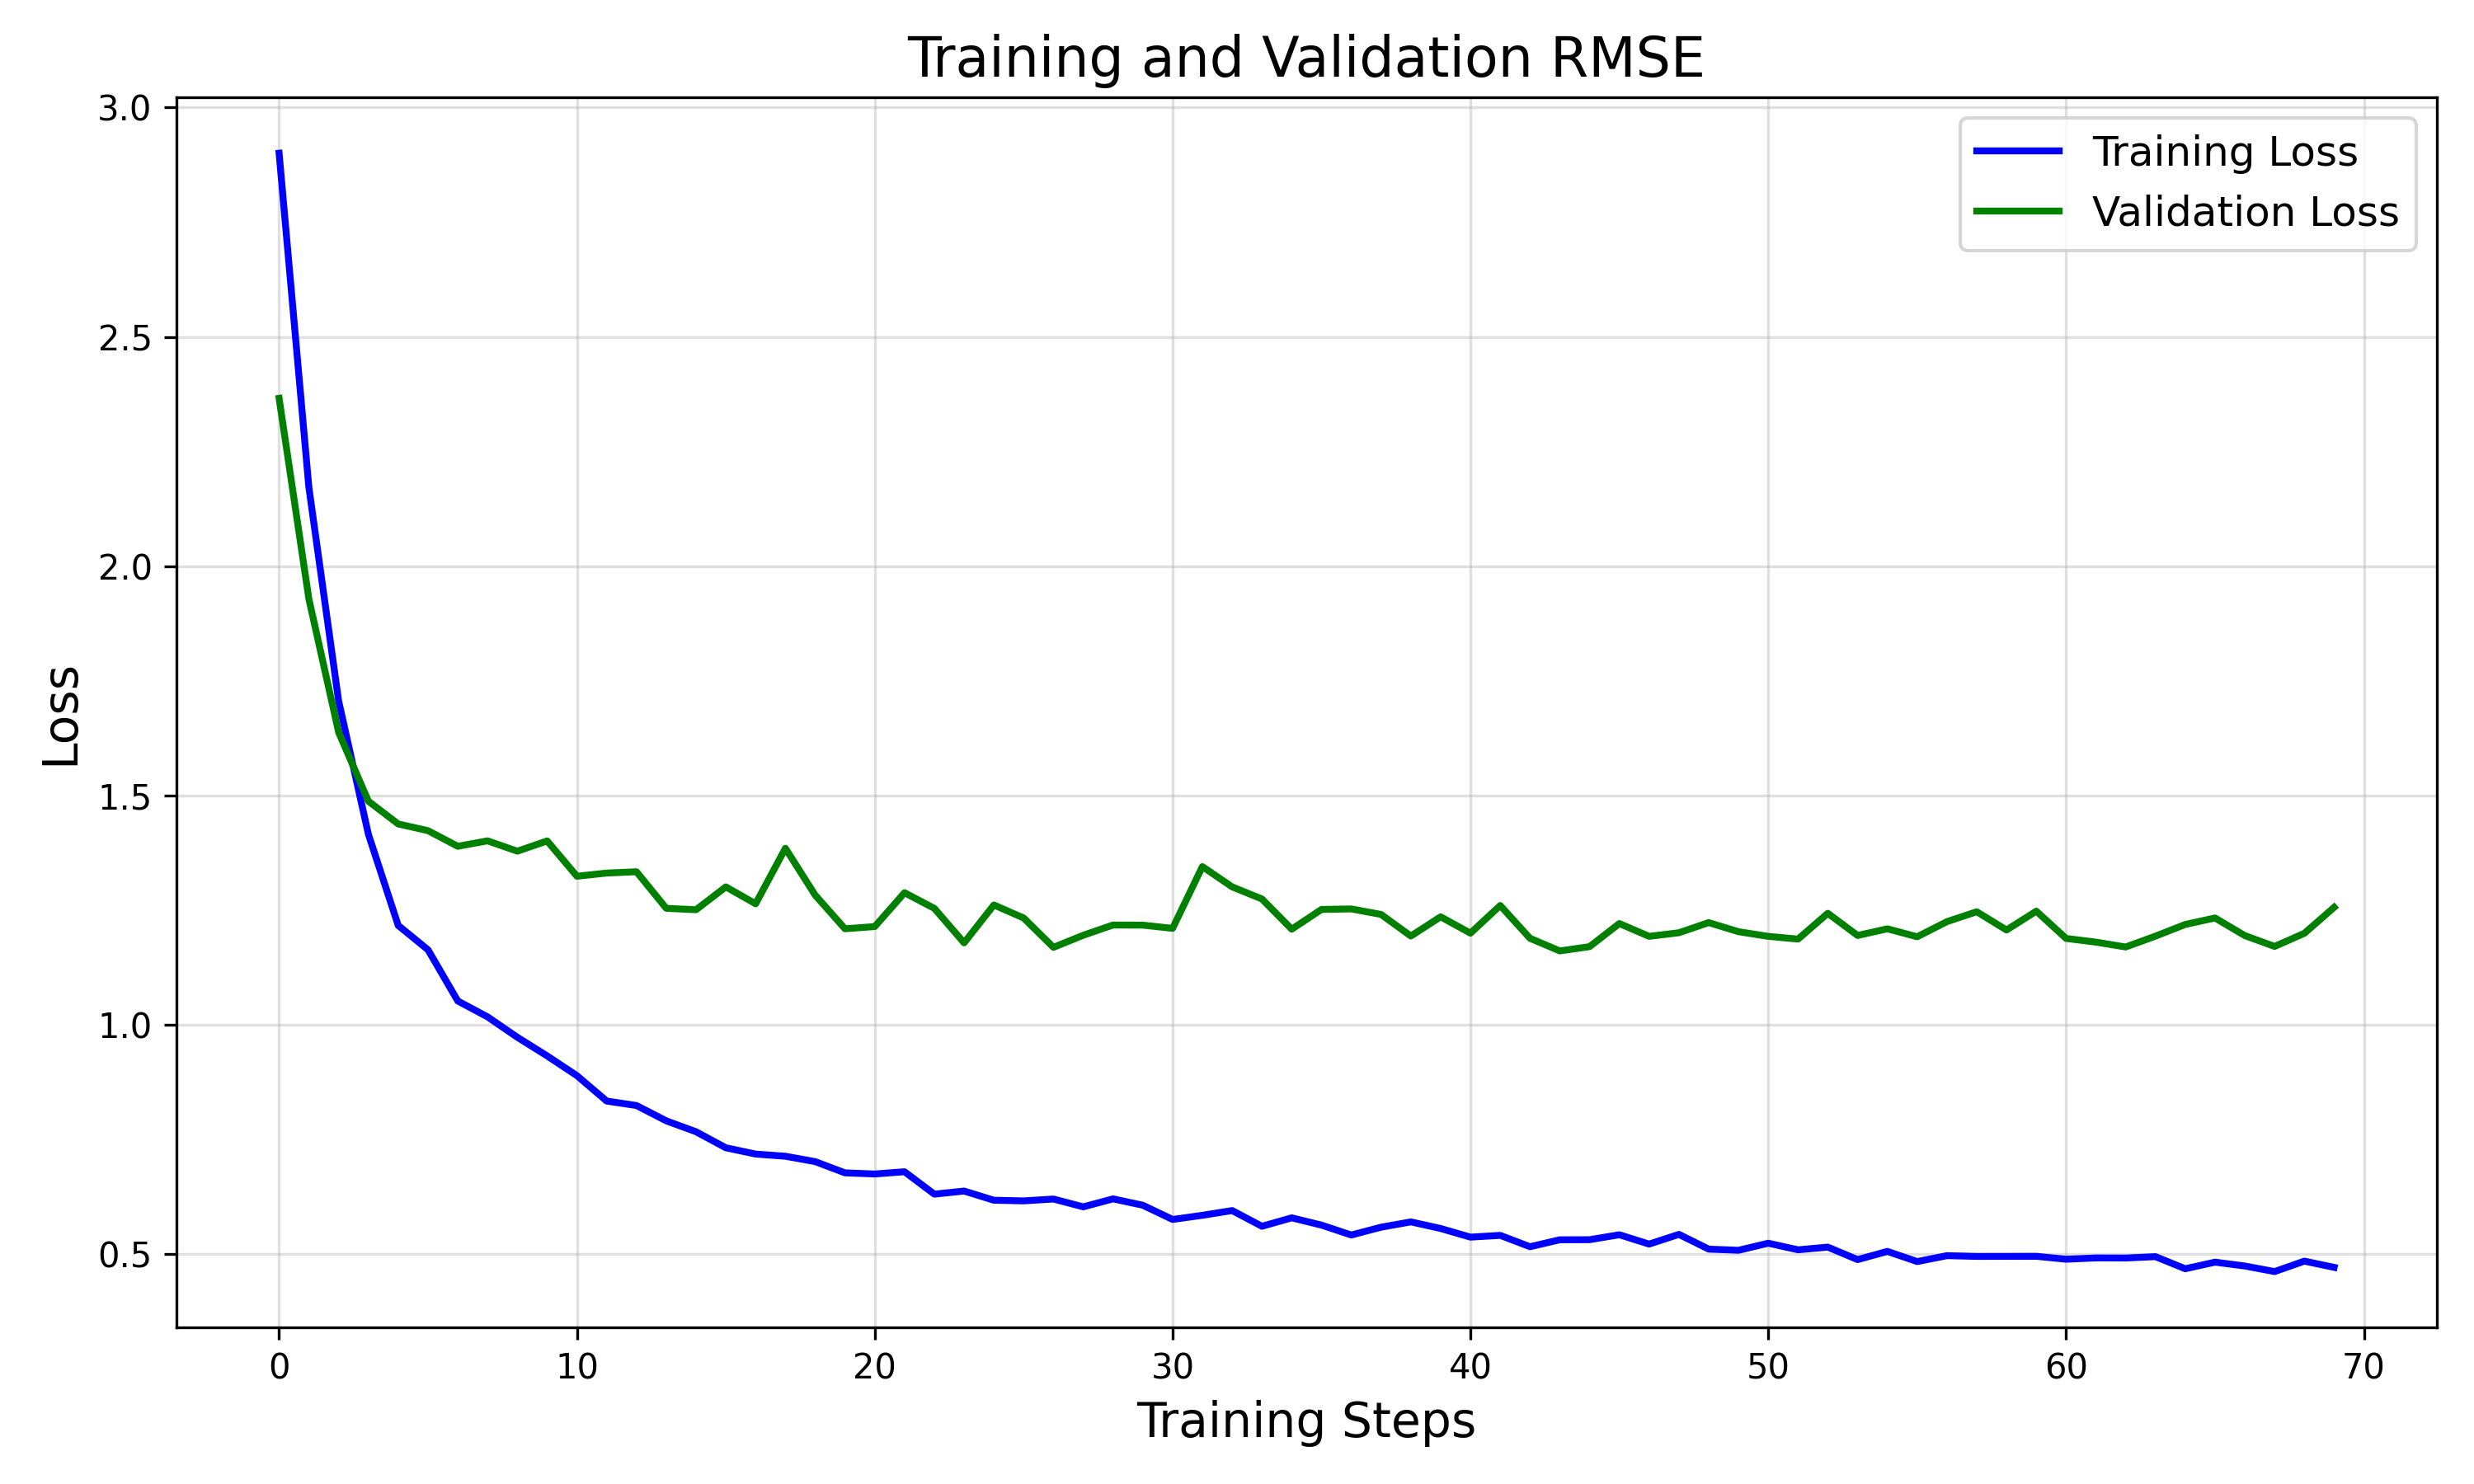 Training and Validation RMSE
3.0
2.5
2.0
1.5
1.0
0.5
Loss
Training Loss
Validation Loss
0 10 20 30 40 50 60 70
Training Steps